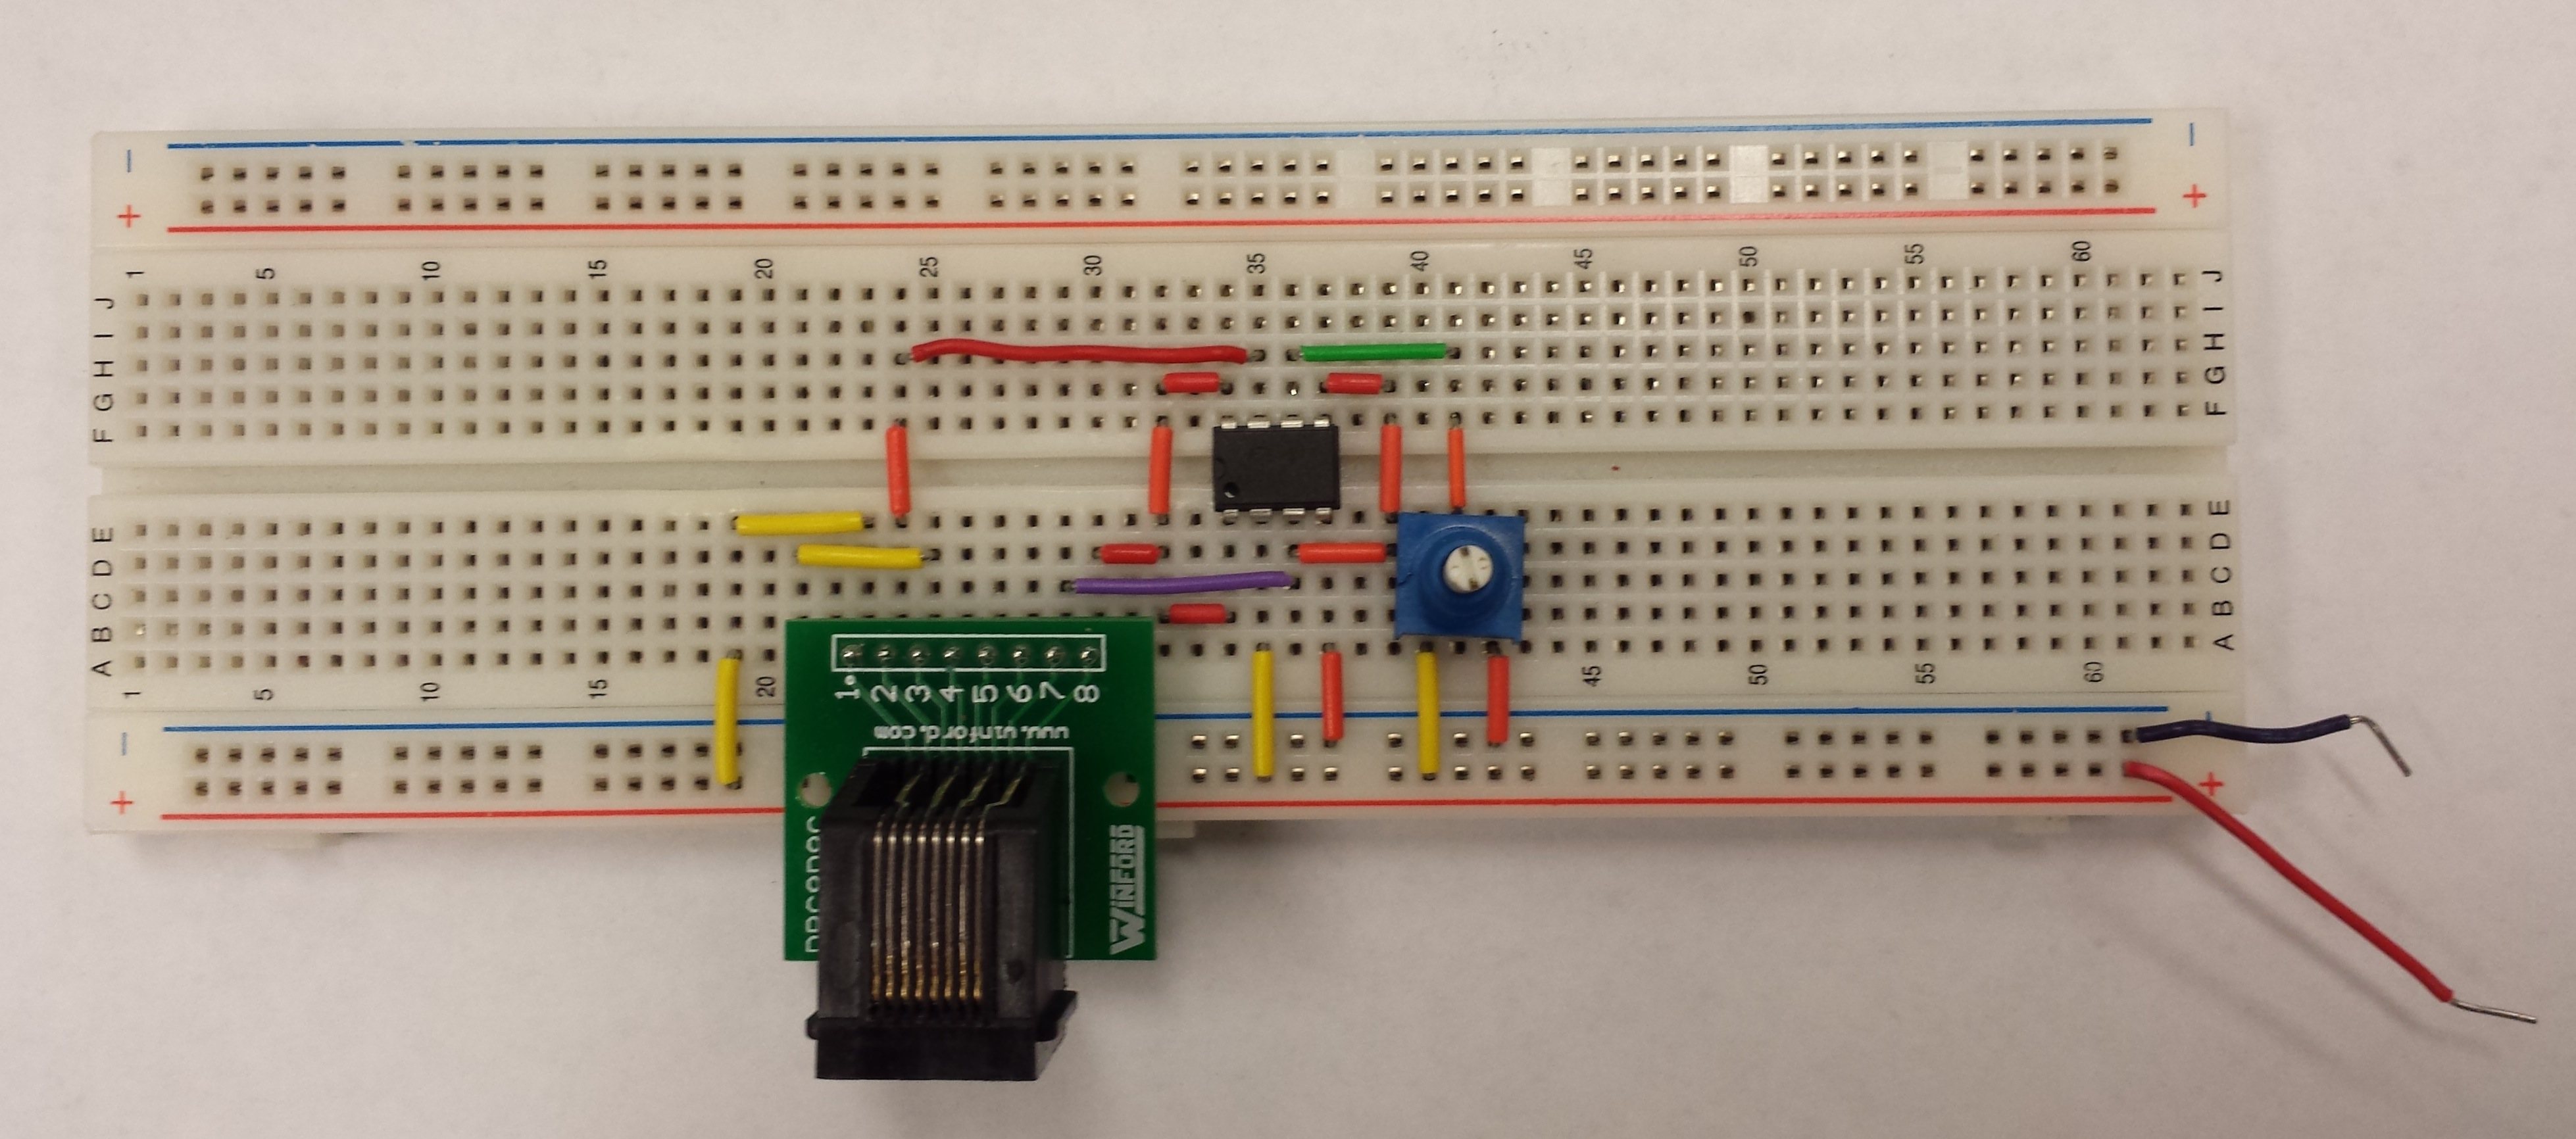 - -
+ +
1 5 10 15 20 25 30 35 40 45 50 55 60
J J
I I
H H
G G
F F
E E
D D
C C
B B
A A
1 5 10 15 20 45 50 55 60
1 2 3 4 5 6 7 8
www.winford.com
- -
+ +
WINFORD